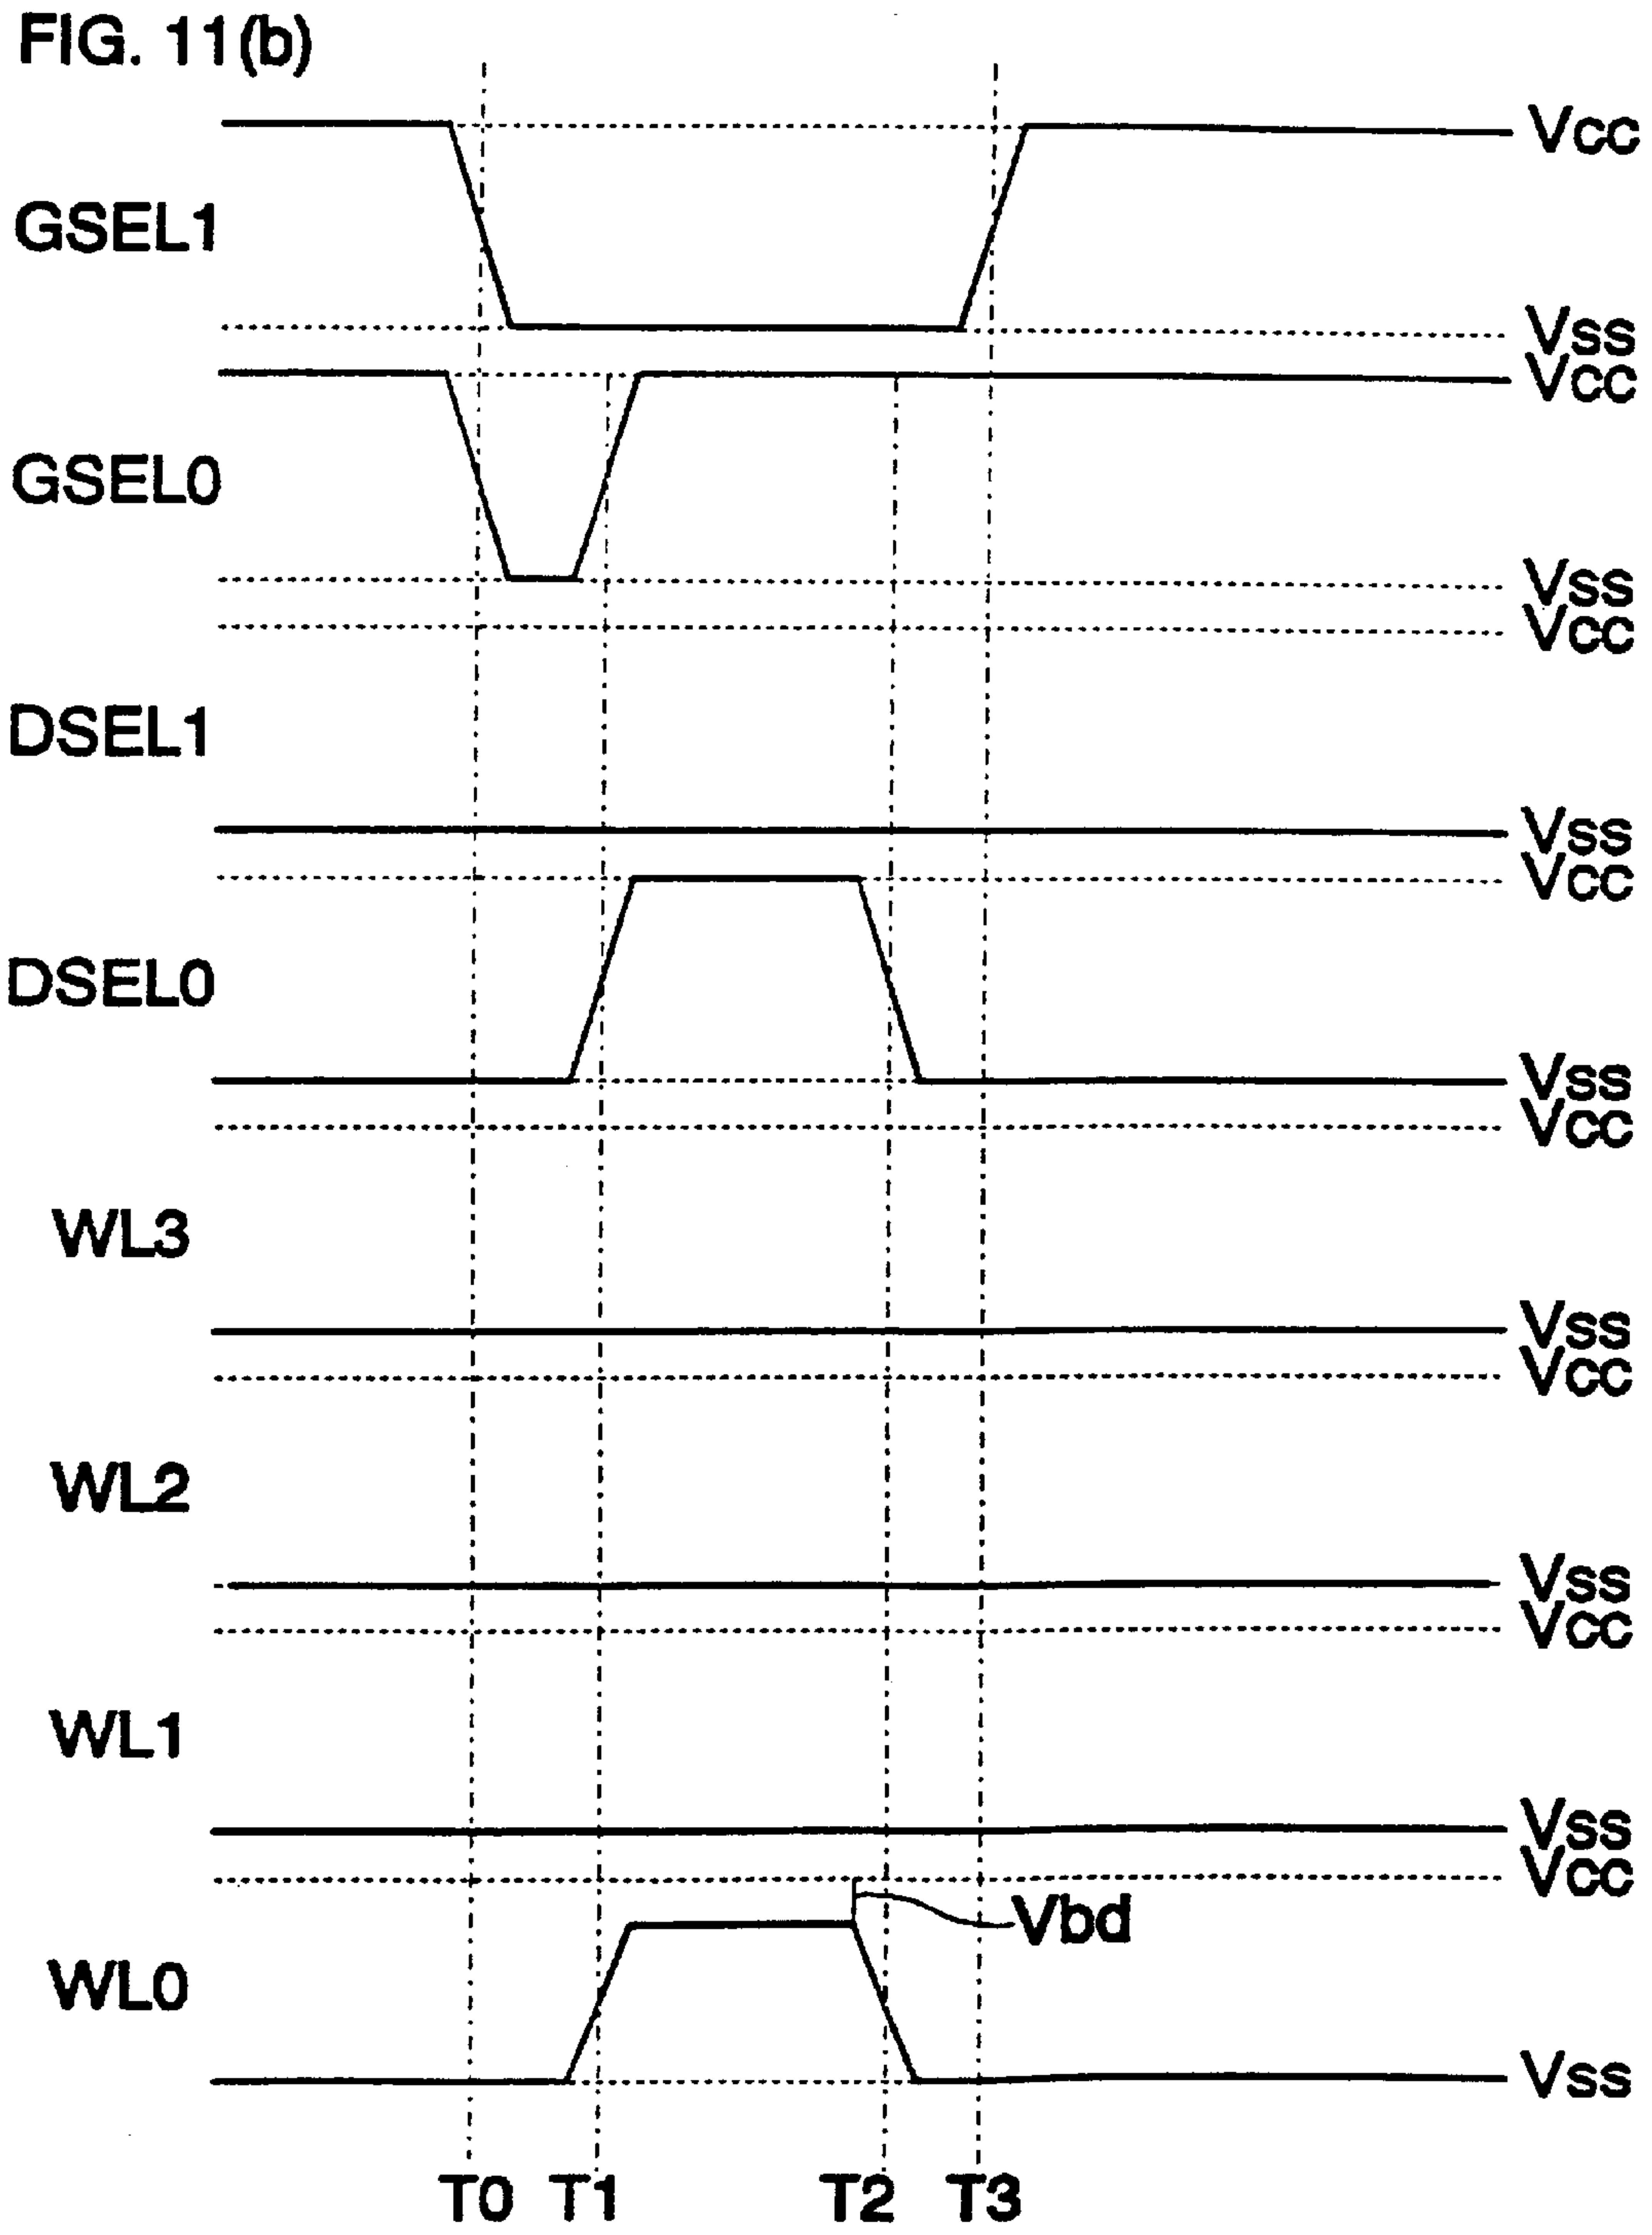 FIG. 11(b)
Vcc
GSEL1
Vss
Vcc
GSEL0
Vss
Vcc
DSEL1
Vss
Vcc
DSEL0
Vss
Vcc
WL3
Vss
Vcc
WL2
Vss
Vcc
WL1
Vss
Vcc
Vbd
WL0
Vss
T0 T1 T2 T3